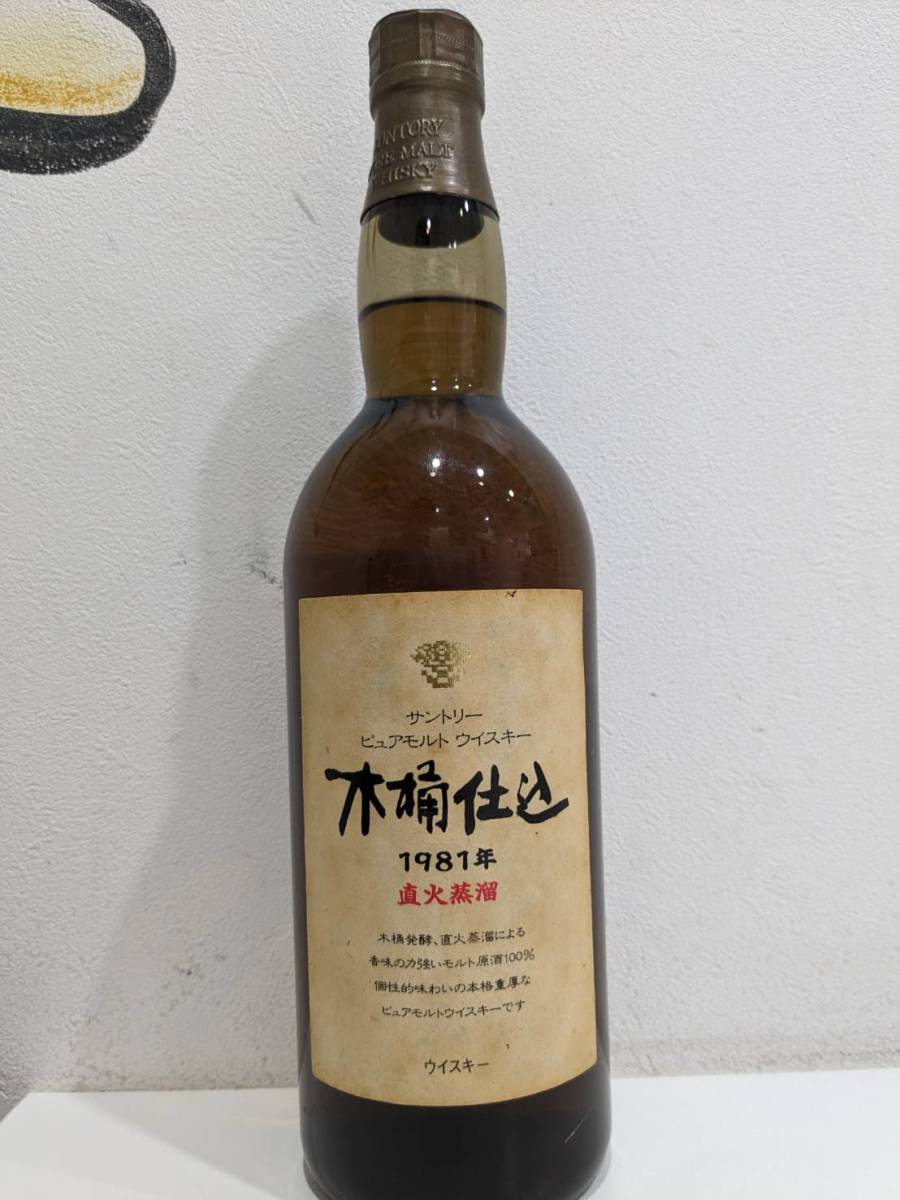 SUNTORY
PURE MALT
WHISKY
サントリー
ピュアモルト ウイスキー
木桶仕込
1981年
直火蒸溜
木桶発酵、直火蒸溜による
香味の力強いモルト原酒100%
個性的味わいの本格重厚な
ピュアモルトウイスキーです
ウイスキー